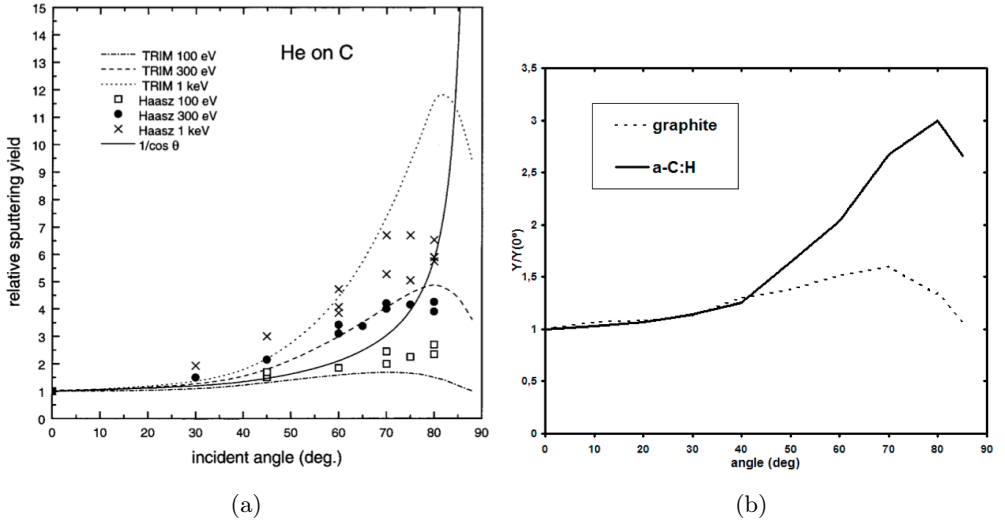 15
14
13
12
11
10
9
8
7
6
5
4
3
2
1
0
relative sputtering yield
TRIM 100 eV
TRIM 300 eV
TRIM 1 keV
Haasz 100 eV
Haasz 300 eV
Haasz 1 keV
1/cos θ
He on C
0 10 20 30 40 50 60 70 80 90
incident angle (deg.)
(a)
3,5
3
2,5
2
1,5
1
0,5
0
Y/Y(0°)
graphite
a-C:H
0 10 20 30 40 50 60 70 80 90
angle (deg)
(b)